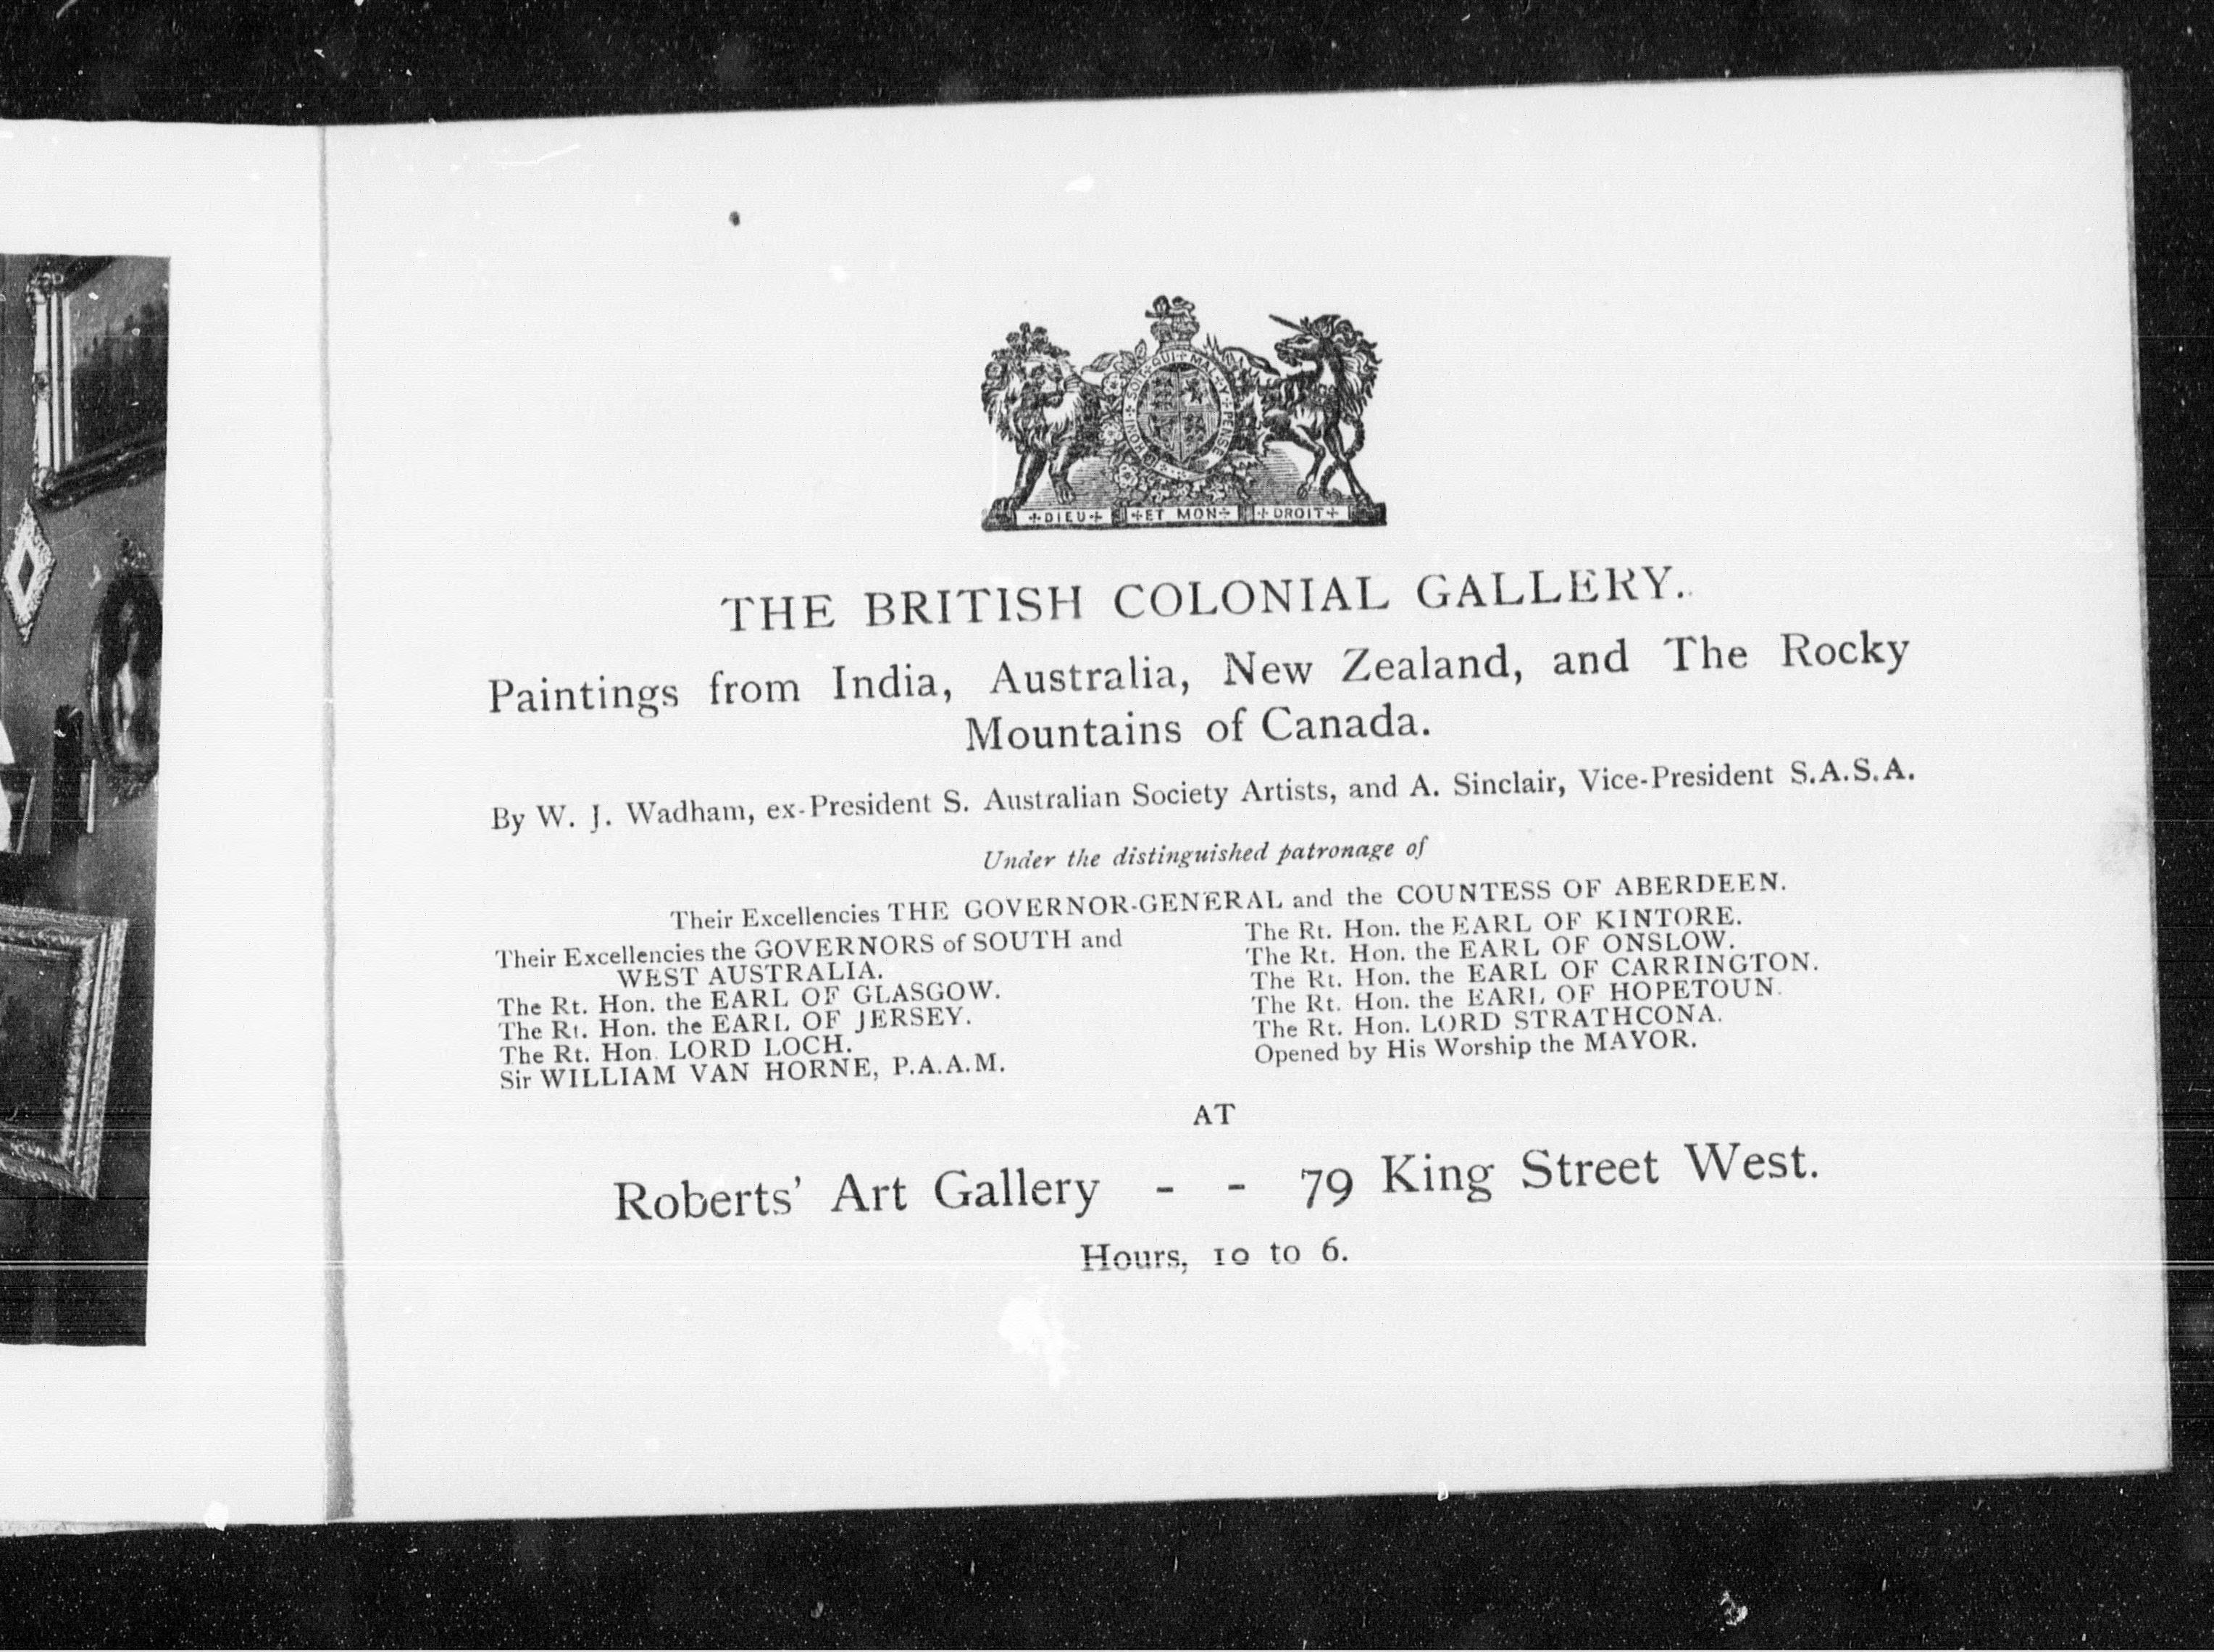 HONI + SOIT + QUI + MAL + Y + PENSE
+DIEU+ +ET MON+ +DROIT+
THE BRITISH COLONIAL GALLERY.
Paintings from India, Australia, New Zealand, and The Rocky
Mountains of Canada.
By W. J. Wadham, ex-President S. Australian Society Artists, and A. Sinclair, Vice-President S.A.S.A.
Under the distinguished patronage of
Their Excellencies THE GOVERNOR-GENERAL and the COUNTESS OF ABERDEEN.
Their Excellencies the GOVERNORS of SOUTH and
WEST AUSTRALIA.
The Rt. Hon. the EARL OF GLASGOW.
The Rt. Hon. the EARL OF JERSEY.
The Rt. Hon. LORD LOCH.
Sir WILLIAM VAN HORNE, P.A.A.M.
The Rt. Hon. the EARL OF KINTORE.
The Rt. Hon. the EARL OF ONSLOW.
The Rt. Hon. the EARL OF CARRINGTON.
The Rt. Hon. the EARL OF HOPETOUN.
The Rt. Hon. LORD STRATHCONA.
Opened by His Worship the MAYOR.
AT
Roberts' Art Gallery - - 79 King Street West.
Hours, 10 to 6.